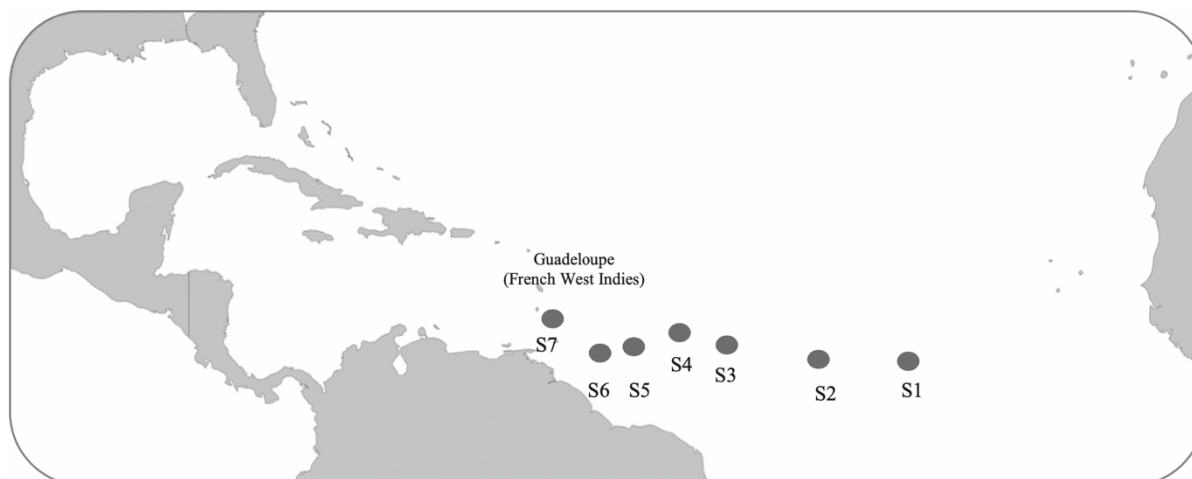 Guadeloupe
(French West Indies)
S7
S6
S5
S4
S3
S2
S1